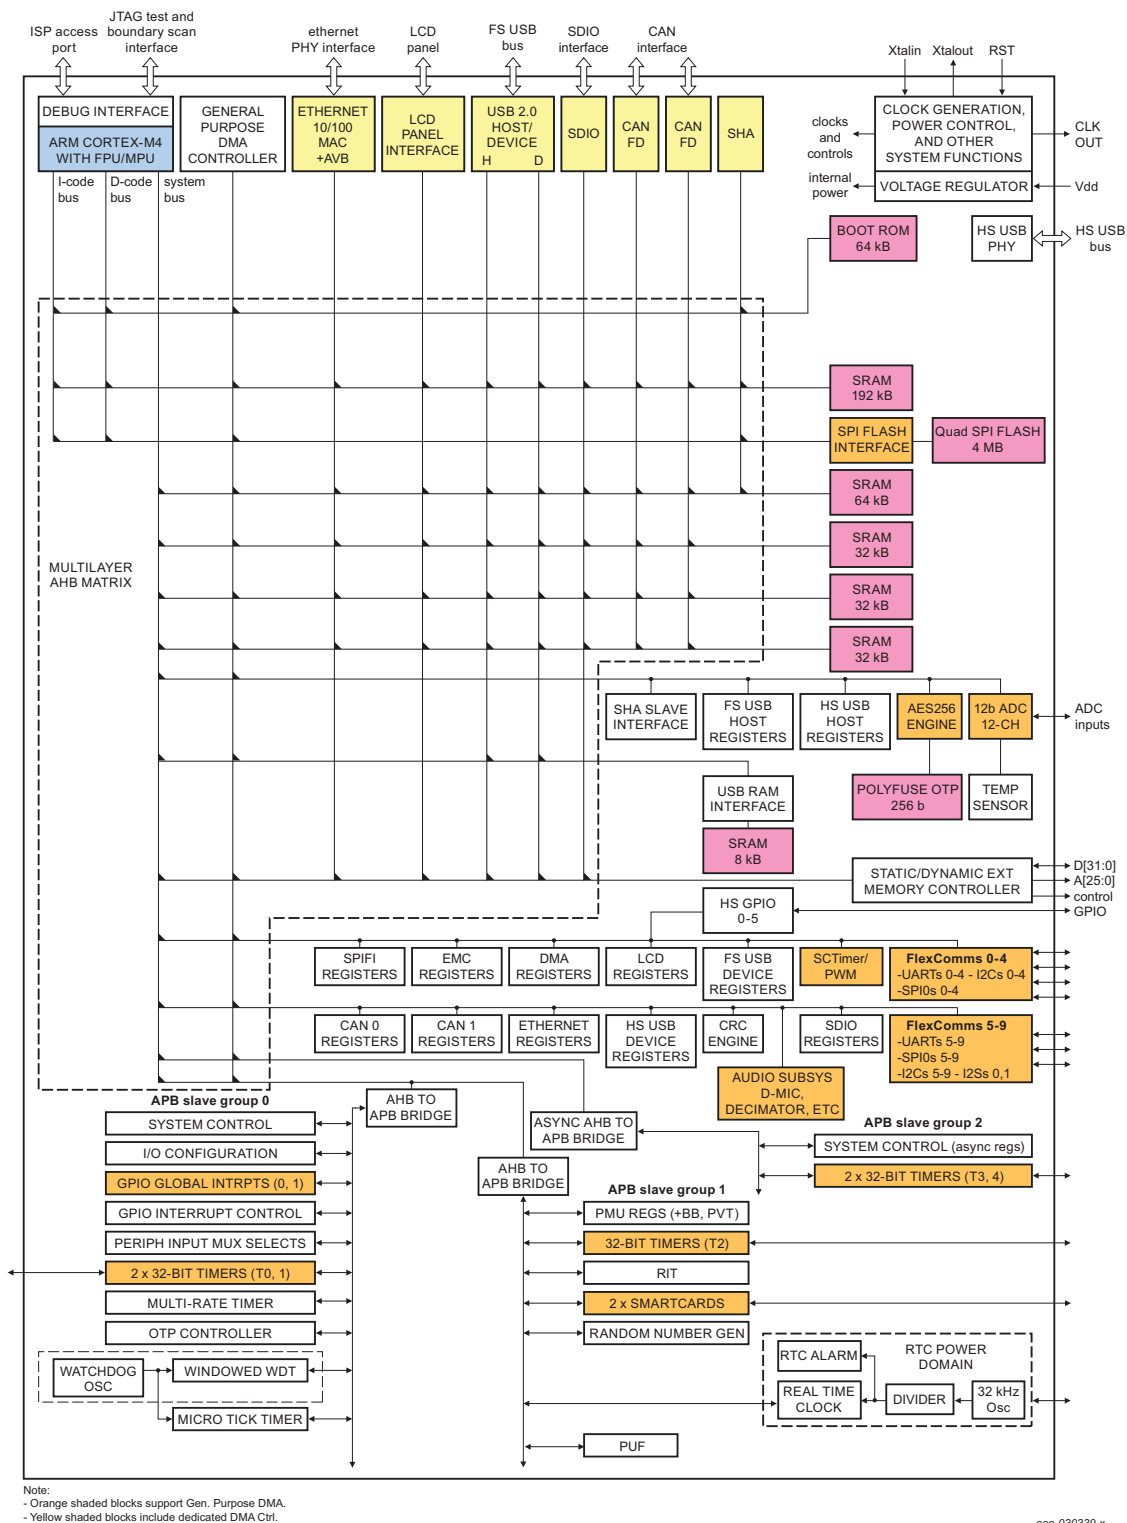 ISP access
port
JTAG test and
boundary scan
interface
ethernet
PHY interface
LCD
panel
FS USB
bus
SDIO
interface
CAN
interface
Xtalin
Xtalout
RST
DEBUG INTERFACE
ARM CORTEX-M4
WITH FPU/MPU
GENERAL
PURPOSE
DMA
CONTROLLER
ETHERNET
10/100
MAC
+AVB
LCD
PANEL
INTERFACE
USB 2.0
HOST/
DEVICE
H D
SDIO
CAN
FD
CAN
FD
SHA
clocks
and
controls
CLOCK GENERATION,
POWER CONTROL,
AND OTHER
SYSTEM FUNCTIONS
CLK
OUT
internal
power
VOLTAGE REGULATOR
Vdd
I-code
bus
D-code
bus
system
bus
BOOT ROM
64 kB
HS USB
PHY
HS USB
bus
SRAM
192 kB
SPI FLASH
INTERFACE
Quad SPI FLASH
4 MB
SRAM
64 kB
SRAM
32 kB
MULTILAYER
AHB MATRIX
SRAM
32 kB
SRAM
32 kB
SHA SLAVE
INTERFACE
FS USB
HOST
REGISTERS
HS USB
HOST
REGISTERS
AES256
ENGINE
12b ADC
12-CH
ADC
inputs
USB RAM
INTERFACE
POLYFUSE OTP
256 b
TEMP
SENSOR
SRAM
8 kB
STATIC/DYNAMIC EXT
MEMORY CONTROLLER
D[31:0]
A[25:0]
control
GPIO
HS GPIO
0-5
SPIFI
REGISTERS
EMC
REGISTERS
DMA
REGISTERS
LCD
REGISTERS
FS USB
DEVICE
REGISTERS
SCTimer/
PWM
FlexComms 0-4
-UARTs 0-4 - I2Cs 0-4
-SPI0s 0-4
CAN 0
REGISTERS
CAN 1
REGISTERS
ETHERNET
REGISTERS
HS USB
DEVICE
REGISTERS
CRC
ENGINE
SDIO
REGISTERS
FlexComms 5-9
-UARTs 5-9
-SPI0s 5-9
-I2Cs 5-9 - I2Ss 0,1
AUDIO SUBSYS
D-MIC,
DECIMATOR, ETC
APB slave group 0
AHB TO
APB BRIDGE
SYSTEM CONTROL
I/O CONFIGURATION
GPIO GLOBAL INTRPTS (0, 1)
GPIO INTERRUPT CONTROL
PERIPH INPUT MUX SELECTS
2 x 32-BIT TIMERS (T0, 1)
MULTI-RATE TIMER
OTP CONTROLLER
WATCHDOG
OSC
WINDOWED WDT
MICRO TICK TIMER
ASYNC AHB TO
APB BRIDGE
APB slave group 2
SYSTEM CONTROL (async regs)
2 x 32-BIT TIMERS (T3, 4)
AHB TO
APB BRIDGE
APB slave group 1
PMU REGS (+BB, PVT)
32-BIT TIMERS (T2)
RIT
2 x SMARTCARDS
RANDOM NUMBER GEN
RTC ALARM
RTC POWER
DOMAIN
REAL TIME
CLOCK
DIVIDER
32 kHz
Osc
PUF
Note:
- Orange shaded blocks support Gen. Purpose DMA.
- Yellow shaded blocks include dedicated DMA Ctrl.